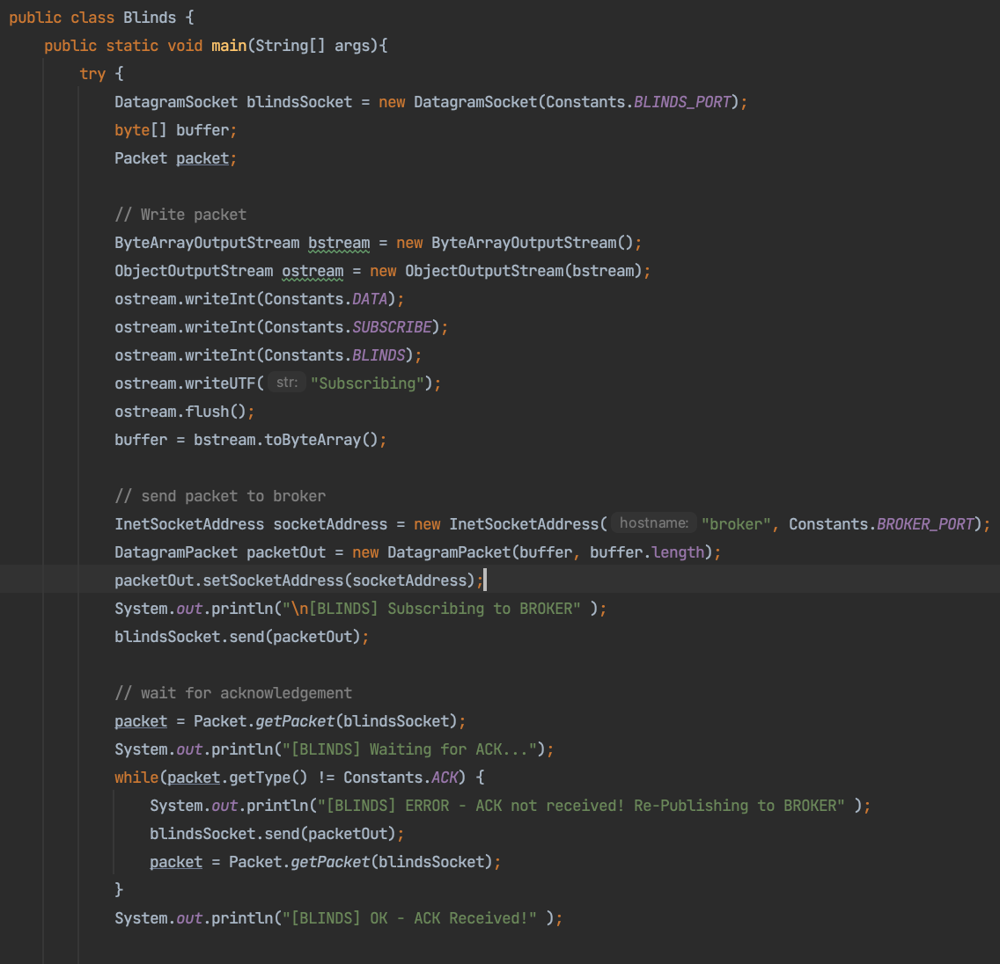 public class Blinds {
    public static void main(String[] args){
        try {
            DatagramSocket blindsSocket = new DatagramSocket(Constants.BLINDS_PORT);
            byte[] buffer;
            Packet packet;

            // Write packet
            ByteArrayOutputStream bstream = new ByteArrayOutputStream();
            ObjectOutputStream ostream = new ObjectOutputStream(bstream);
            ostream.writeInt(Constants.DATA);
            ostream.writeInt(Constants.SUBSCRIBE);
            ostream.writeInt(Constants.BLINDS);
            ostream.writeUTF( str: "Subscribing");
            ostream.flush();
            buffer = bstream.toByteArray();

            // send packet to broker
            InetSocketAddress socketAddress = new InetSocketAddress( hostname: "broker", Constants.BROKER_PORT);
            DatagramPacket packetOut = new DatagramPacket(buffer, buffer.length);
            packetOut.setSocketAddress(socketAddress);
            System.out.println("\n[BLINDS] Subscribing to BROKER" );
            blindsSocket.send(packetOut);

            // wait for acknowledgement
            packet = Packet.getPacket(blindsSocket);
            System.out.println("[BLINDS] Waiting for ACK...");
            while(packet.getType() != Constants.ACK) {
                System.out.println("[BLINDS] ERROR - ACK not received! Re-Publishing to BROKER" );
                blindsSocket.send(packetOut);
                packet = Packet.getPacket(blindsSocket);
            }
            System.out.println("[BLINDS] OK - ACK Received!" );